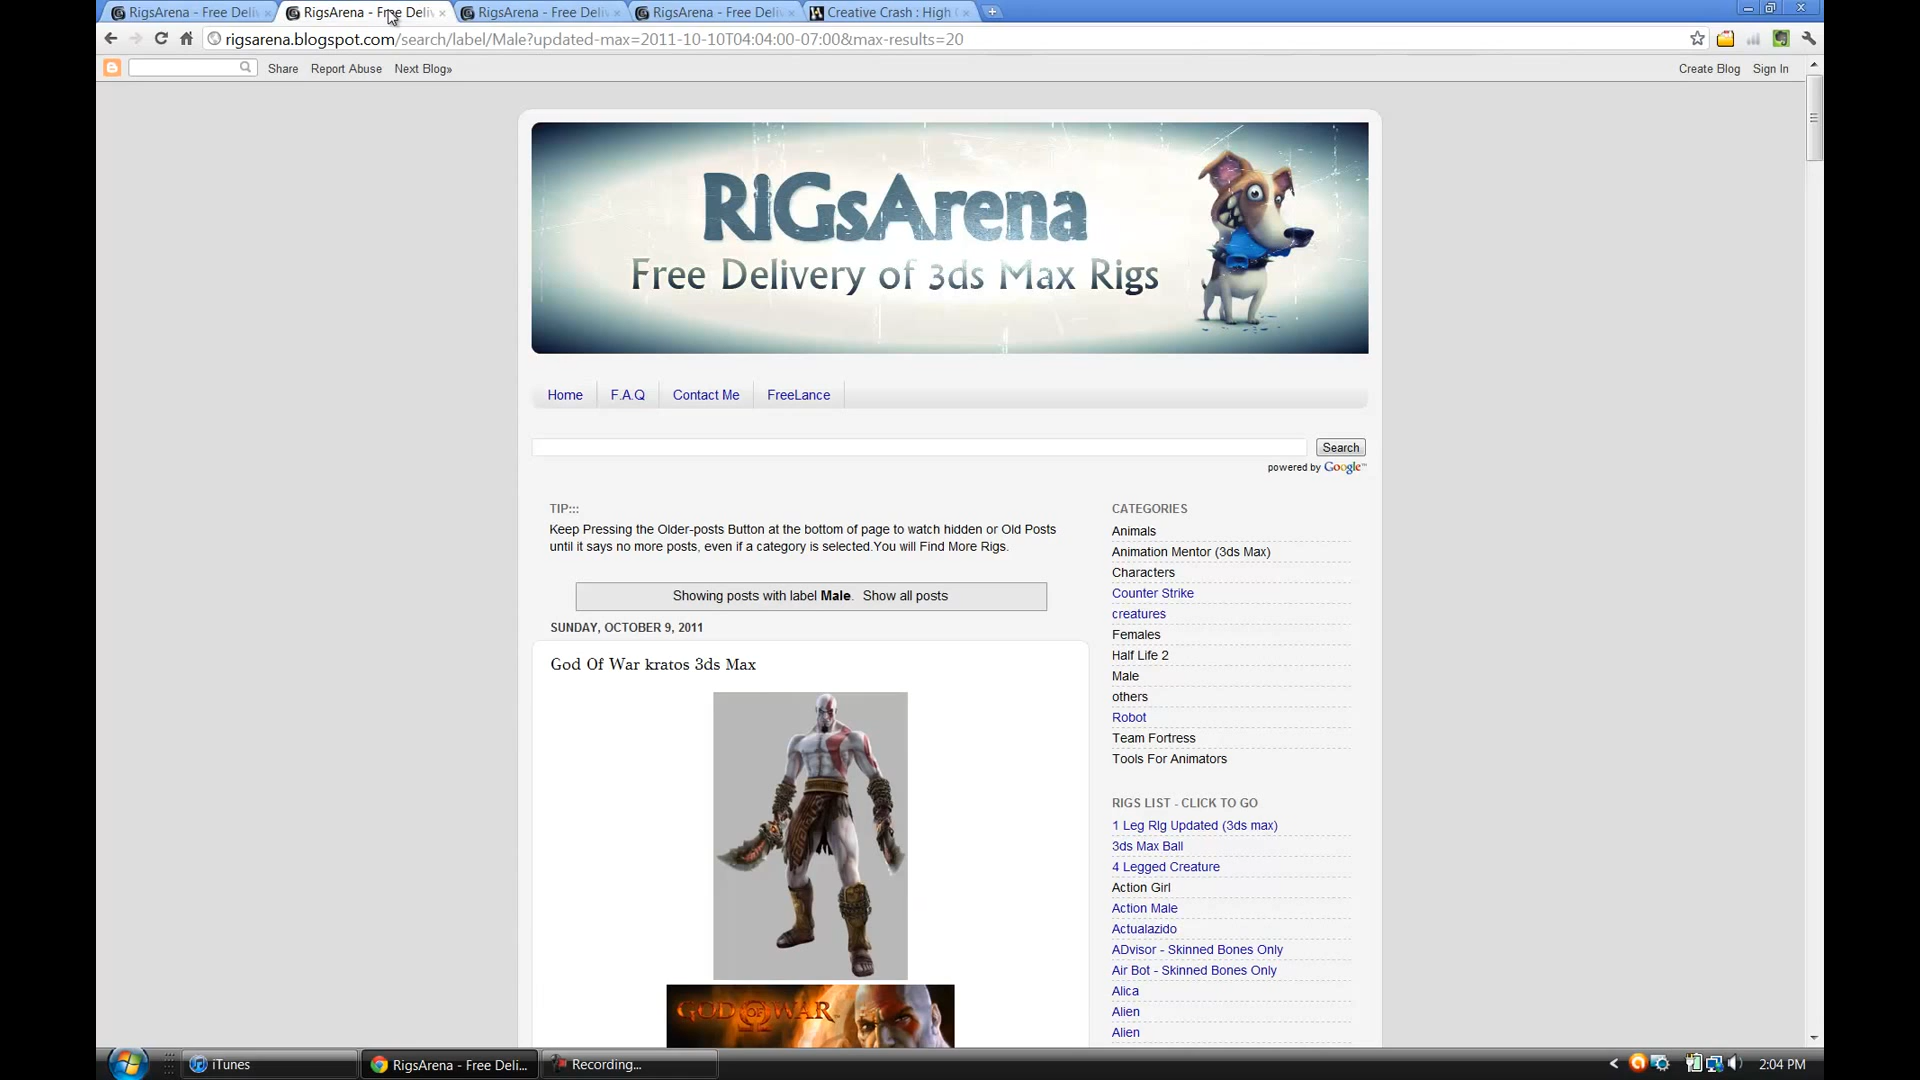 RigsArena - Free Deliv
RigsArena - Free Deliv
RigsArena - Free Deliv
RigsArena - Free Deliv
Creative Crash : High
rigsarena.blogspot.com/search/label/Male?updated-max=2011-10-10T04:04:00-07:00&max-results=20
Share Report Abuse Next Blog»
Create Blog Sign In
RiGsArena
Free Delivery of 3ds Max Rigs
Home F.A.Q Contact Me FreeLance
Search
powered by Google™
TIP:::
Keep Pressing the Older-posts Button at the bottom of page to watch hidden or Old Posts
until it says no more posts, even if a category is selected.You will Find More Rigs.
Showing posts with label Male. Show all posts
SUNDAY, OCTOBER 9, 2011
God Of War kratos 3ds Max
GOD OF WAR
CATEGORIES
Animals
Animation Mentor (3ds Max)
Characters
Counter Strike
creatures
Females
Half Life 2
Male
others
Robot
Team Fortress
Tools For Animators
RIGS LIST - CLICK TO GO
1 Leg RIg Updated (3ds max)
3ds Max Ball
4 Legged Creature
Action Girl
Action Male
Actualazido
ADvisor - Skinned Bones Only
Air Bot - Skinned Bones Only
Alica
Alien
Alien
iTunes
RigsArena - Free Deli...
Recording...
2:04 PM